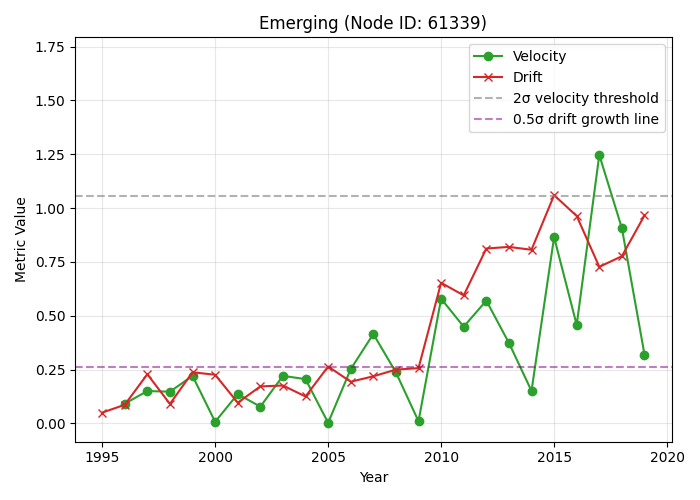 Emerging (Node ID: 61339)
Velocity
Drift
2σ velocity threshold
0.5σ drift growth line
Metric Value
1.75
1.50
1.25
1.00
0.75
0.50
0.25
0.00
1995 2000 2005 2010 2015 2020
Year